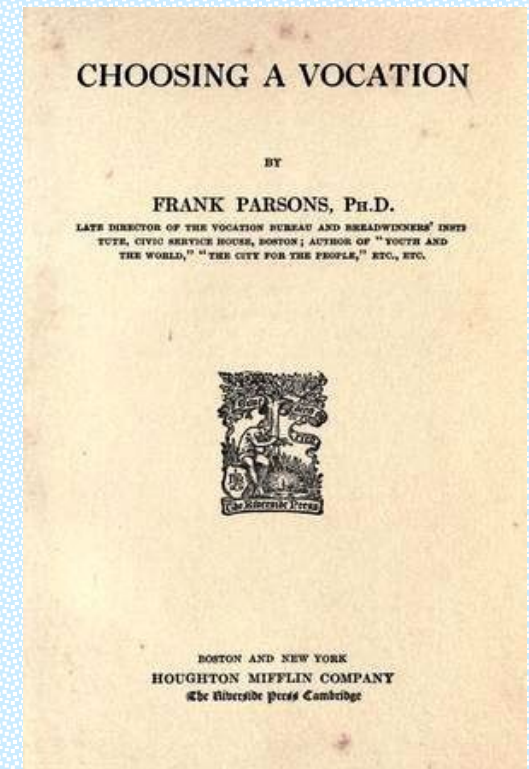 CHOOSING A VOCATION
BY
FRANK PARSONS, PH.D.
LATE DIRECTOR OF THE VOCATION BUREAU AND BREADWINNERS' INSTI
TUTE, CIVIC SERVICE HOUSE, BOSTON; AUTHOR OF "YOUTH AND
THE WORLD," "THE CITY FOR THE PEOPLE," ETC., ETC.
The Riverside Press
BOSTON AND NEW YORK
HOUGHTON MIFFLIN COMPANY
The Riverside Press Cambridge